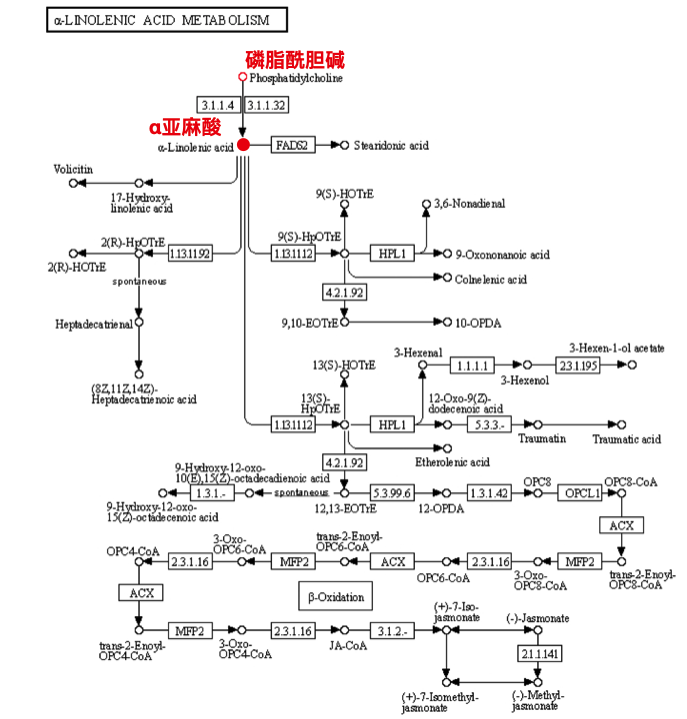 α-LINOLENIC ACID METABOLISM
磷脂酰胆碱
Phosphatidylcholine
3.1.1.4
3.1.1.32
α亚麻酸
α-Linolenic acid
FADS2
Stearidonic acid
Volicitin
17-Hydroxy-
linolenic acid
9(S)-HOTrE
3,6-Nonadienal
2(R)-HpOTrE
1.13.11.92
9(S)-HpOTrE
1.13.11.12
HPL1
9-Oxononanoic acid
2(R)-HOTrE
spontaneous
Colnelenic acid
4.2.1.92
Heptadecatrienal
9,10-EOTrE
10-OPDA
(8Z,11Z,14Z)-
Heptadecatrienoic acid
13(S)-HOTrE
3-Hexenal
1.1.1.1
3-Hexenol
3-Hexen-1-ol acetate
2.3.1.195
13(S)-
HpOTrE
1.13.11.12
HPL1
12-Oxo-9(Z)-
dodecenoic acid
5.3.3.-
Traumatin
Traumatic acid
Etherolenic acid
4.2.1.92
9-Hydroxy-12-oxo-
10(E),15(Z)-octadecadienoic acid
1.3.1.-
spontaneous
9-Hydroxy-12-oxo-
15(Z)-octadecenoic acid
12,13-EOTrE
5.3.99.6
12-OPDA
1.3.1.42
OPC8
OPCL1
OPC8-CoA
ACX
trans-2-Enoyl-
OPC8-CoA
MFP2
3-Oxo-
OPC8-CoA
2.3.1.16
OPC6-CoA
ACX
trans-2-Enoyl-
OPC6-CoA
MFP2
3-Oxo-
OPC6-CoA
2.3.1.16
OPC4-CoA
ACX
β-Oxidation
trans-2-Enoyl-
OPC4-CoA
MFP2
3-Oxo-
OPC4-CoA
2.3.1.16
JA-CoA
3.1.2.-
(+)-7-Iso-
jasmonate
(-)-Jasmonate
2.1.1.141
(+)-7-Isomethyl-
jasmonate
(-)-Methyl-
jasmonate